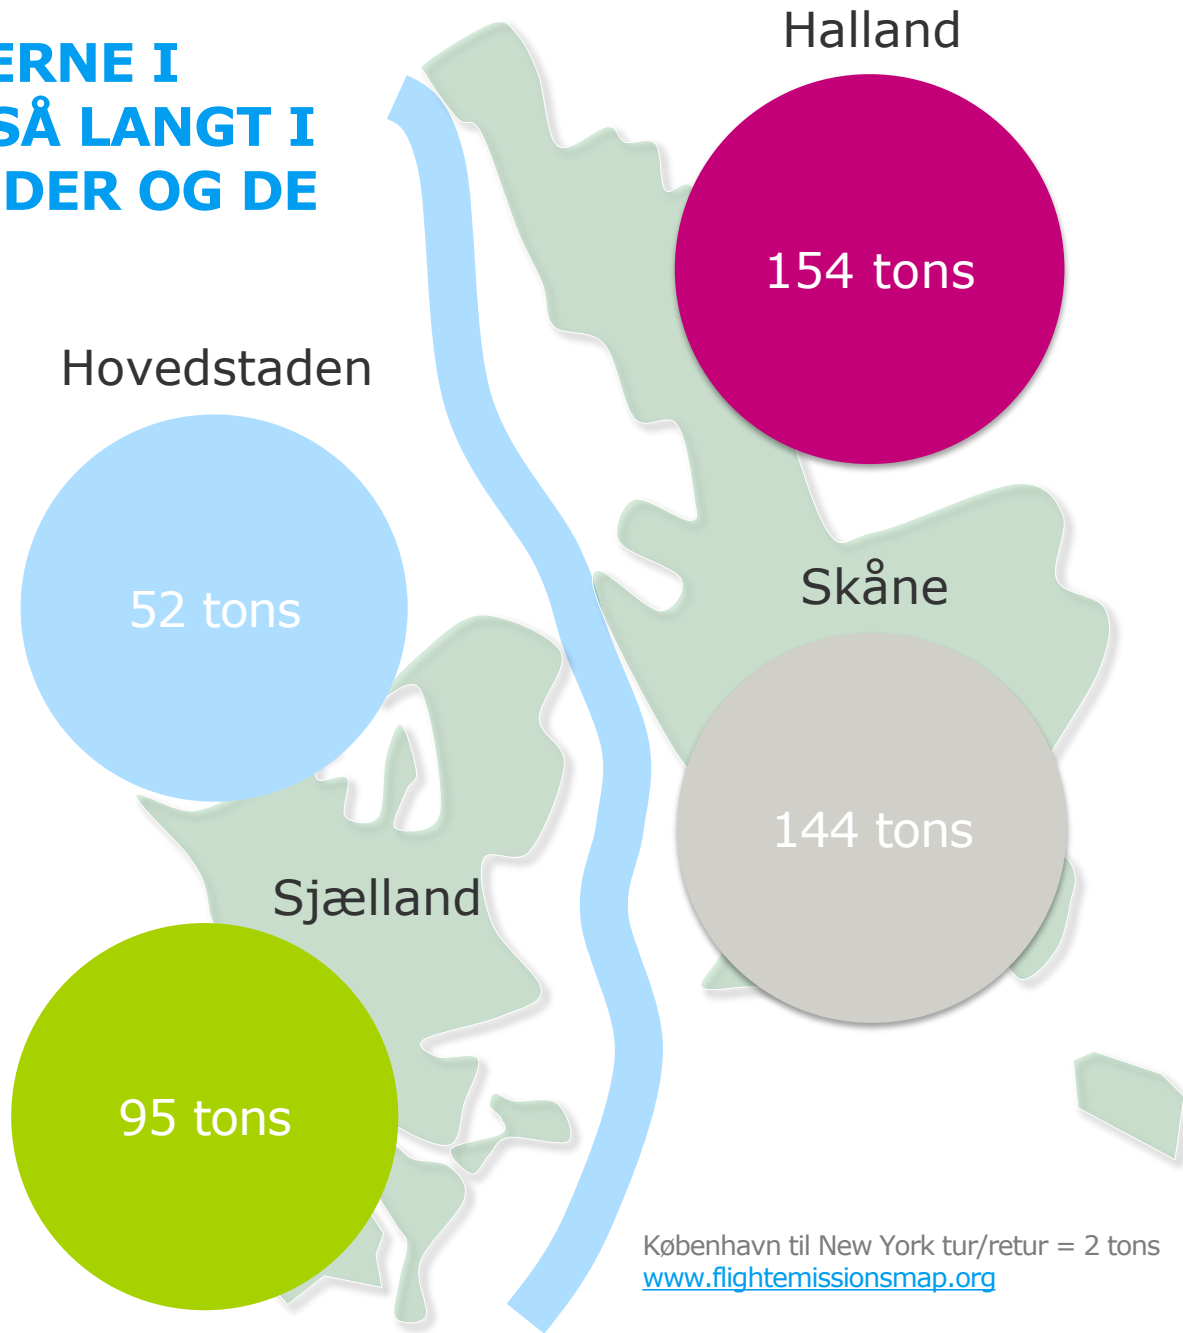 ERNE I
SÅ LANGT I
DER OG DE
Halland
154 tons
Hovedstaden
52 tons
Skåne
144 tons
Sjælland
95 tons
København til New York tur/retur = 2 tons
www.flightemissionsmap.org